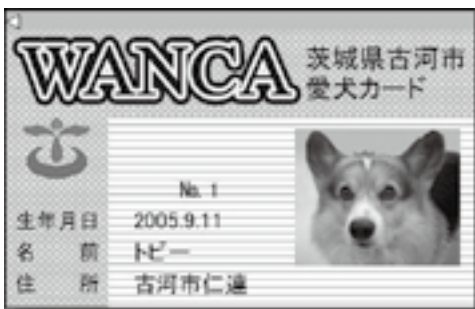 WANCA
茨城県古河市
愛犬カード
No. 1
生年月日 2005.9.11
名前 トビー
住所 古河市仁連